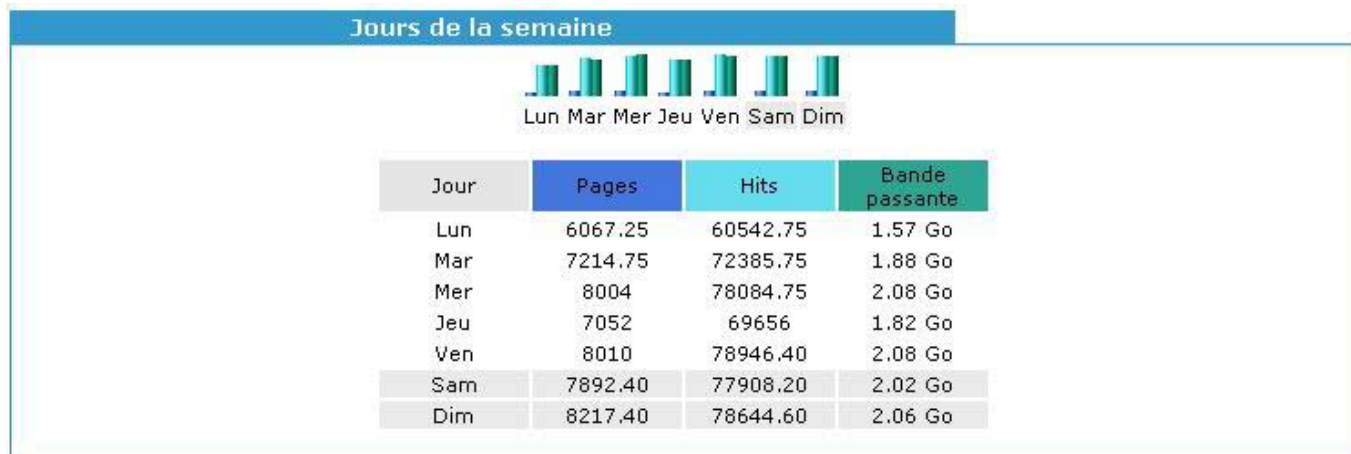 Jours de la semaine
Lun Mar Mer Jeu Ven Sam Dim
Jour Pages Hits Bande passante
Lun 6067.25 60542.75 1.57 Go
Mar 7214.75 72385.75 1.88 Go
Mer 8004 78084.75 2.08 Go
Jeu 7052 69656 1.82 Go
Ven 8010 78946.40 2.08 Go
Sam 7892.40 77908.20 2.02 Go
Dim 8217.40 78644.60 2.06 Go